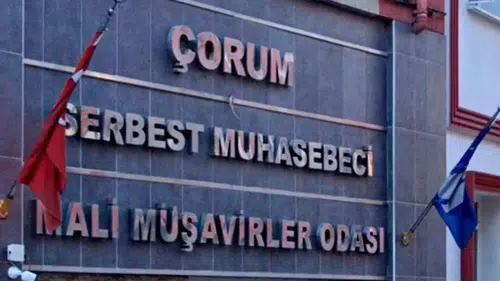 ÇORUM
SERBEST MUHASEBECİ
MALİ MÜŞAVİRLER ODASI